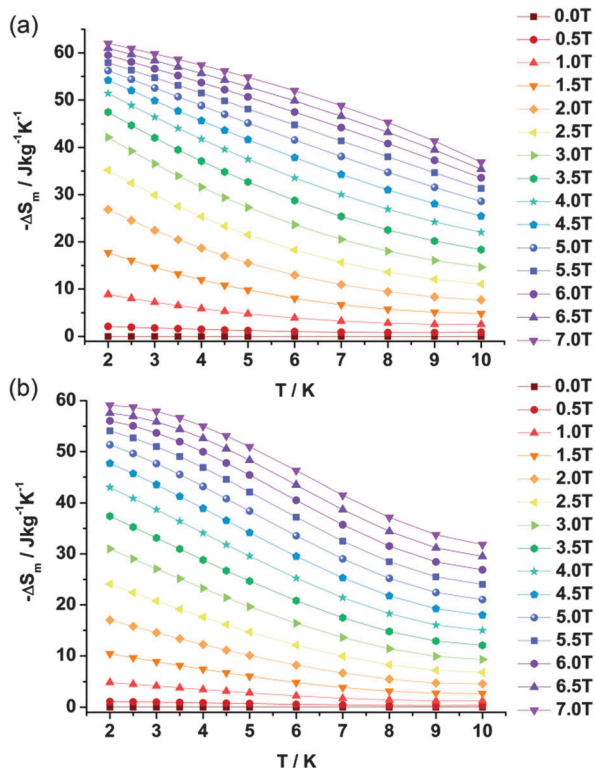 (a)
-ΔSm / Jkg⁻¹K⁻¹
60
50
40
30
20
10
0
2 3 4 5 6 7 8 9 10
T / K
0.0T
0.5T
1.0T
1.5T
2.0T
2.5T
3.0T
3.5T
4.0T
4.5T
5.0T
5.5T
6.0T
6.5T
7.0T
(b)
-ΔSm / Jkg⁻¹K⁻¹
60
50
40
30
20
10
0
2 3 4 5 6 7 8 9 10
T / K
0.0T
0.5T
1.0T
1.5T
2.0T
2.5T
3.0T
3.5T
4.0T
4.5T
5.0T
5.5T
6.0T
6.5T
7.0T